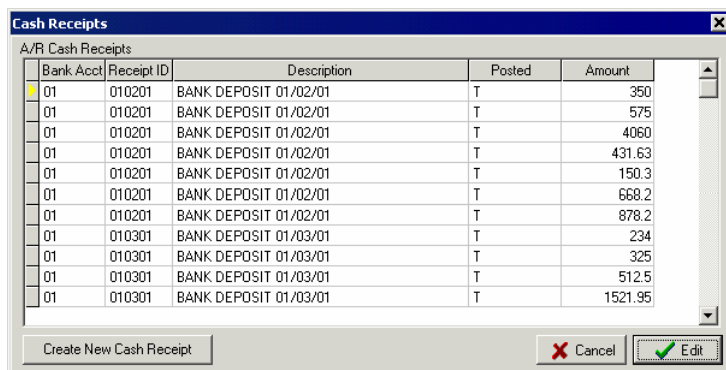 Cash Receipts
A/R Cash Receipts
Bank Acct Receipt ID Description Posted Amount
01 010201 BANK DEPOSIT 01/02/01 T 350
01 010201 BANK DEPOSIT 01/02/01 T 575
01 010201 BANK DEPOSIT 01/02/01 T 4060
01 010201 BANK DEPOSIT 01/02/01 T 431.63
01 010201 BANK DEPOSIT 01/02/01 T 150.3
01 010201 BANK DEPOSIT 01/02/01 T 668.2
01 010201 BANK DEPOSIT 01/02/01 T 878.2
01 010301 BANK DEPOSIT 01/03/01 T 234
01 010301 BANK DEPOSIT 01/03/01 T 325
01 010301 BANK DEPOSIT 01/03/01 T 512.5
01 010301 BANK DEPOSIT 01/03/01 T 1521.95
Create New Cash Receipt Cancel Edit